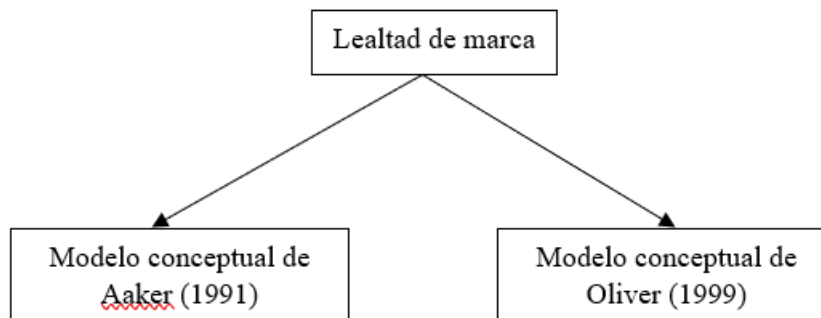 Lealtad de marca
Modelo conceptual de
Aaker (1991)
Modelo conceptual de
Oliver (1999)